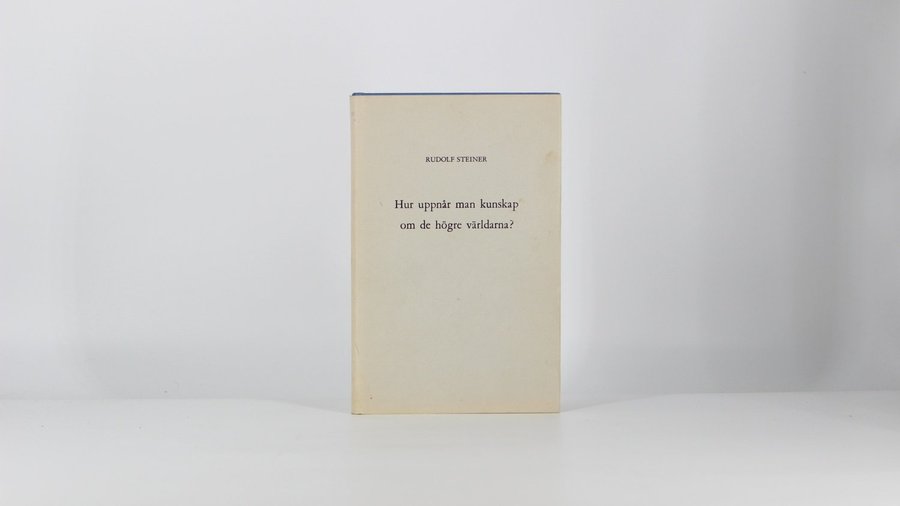 RUDOLF STEINER
Hur uppnår man kunskap
om de högre världarna?